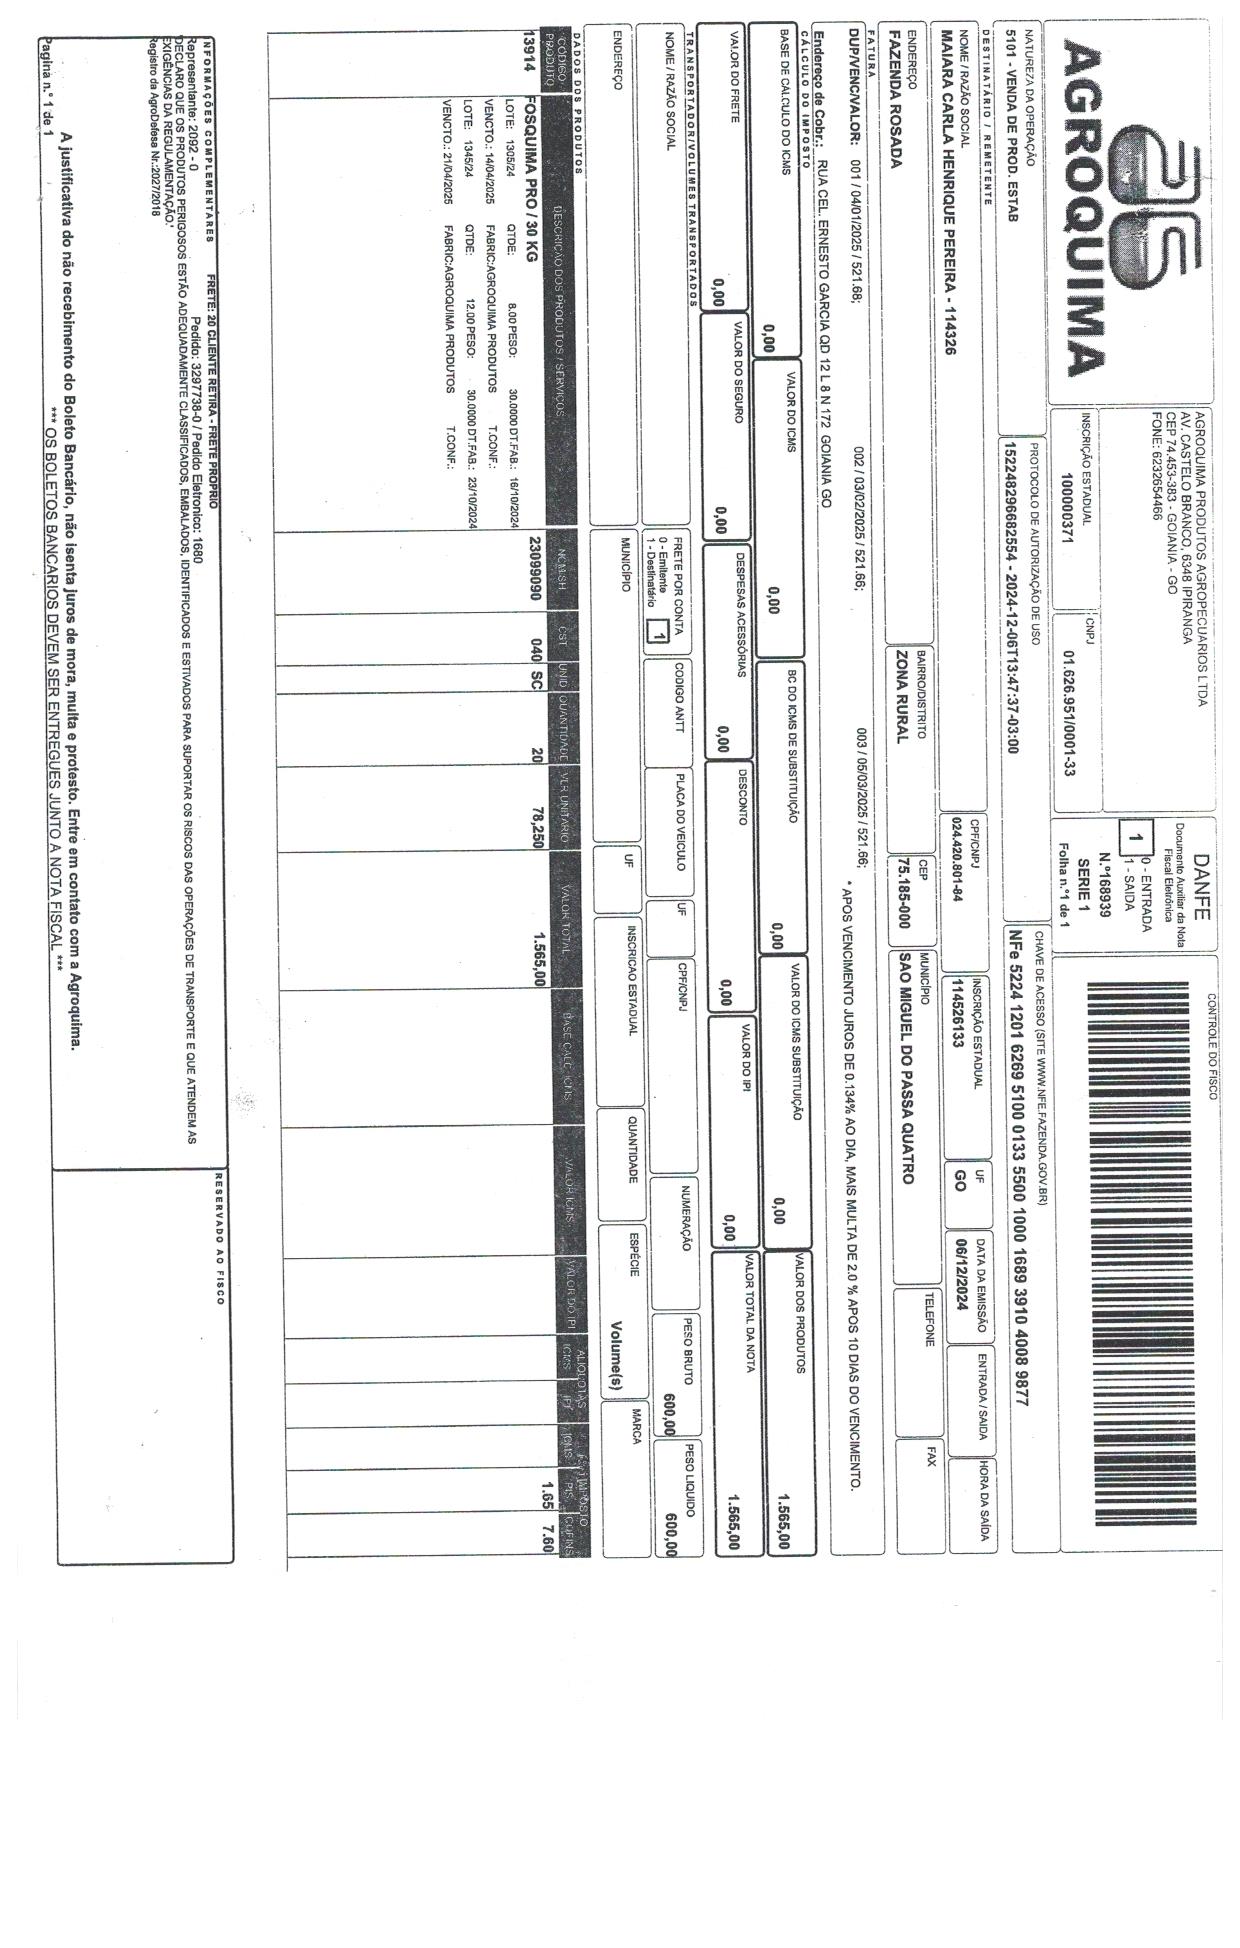 AGROQUIMA
AGROQUIMA PRODUTOS AGROPECUARIOS LTDA
AV. CASTELO BRANCO, 6348 IPIRANGA
CEP 74.453-383 - GOIANIA - GO
FONE: 6232654466
INSCRIÇÃO ESTADUAL
100000371
CNPJ
01.626.951/0001-33
DANFE
Documento Auxiliar da Nota
Fiscal Eletrônica
1
0 - ENTRADA
1 - SAIDA
N.º168939
SERIE 1
Folha n.º1 de 1
CONTROLE DO FISCO
NATUREZA DA OPERAÇÃO
5101 - VENDA DE PROD. ESTAB
PROTOCOLO DE AUTORIZAÇÃO DE USO
152248296682554 - 2024-12-06T13:47:37-03:00
CHAVE DE ACESSO (SITE WWW.NFE.FAZENDA.GOV.BR)
NFe 5224 1201 6269 5100 0133 5500 1000 1689 3910 4008 9877
DESTINATÁRIO / REMETENTE
NOME / RAZÃO SOCIAL
MAIARA CARLA HENRIQUE PEREIRA - 114326
CPF/CNPJ
024.420.801-84
INSCRIÇÃO ESTADUAL
114526133
UF
GO
DATA DA EMISSÃO
06/12/2024
ENTRADA / SAIDA
HORA DA SAÍDA
ENDEREÇO
FAZENDA ROSADA
BAIRRO/DISTRITO
ZONA RURAL
CEP
75.185-000
MUNICÍPIO
SAO MIGUEL DO PASSA QUATRO
TELEFONE
FAX
FATURA
DUP/VENC/VALOR: 001 / 04/01/2025 / 521.68; 002 / 03/02/2025 / 521.66; 003 / 05/03/2025 / 521.66;
* APOS VENCIMENTO JUROS DE 0.134% AO DIA, MAIS MULTA DE 2.0 % APOS 10 DIAS DO VENCIMENTO.
Endereço de Cobr.: RUA CEL. ERNESTO GARCIA QD 12 L 8 N 172 GOIANIA GO
CÁLCULO DO IMPOSTO
BASE DE CÁLCULO DO ICMS
0,00
VALOR DO ICMS
0,00
BC DO ICMS DE SUBSTITUIÇÃO
0,00
VALOR DO ICMS SUBSTITUIÇÃO
0,00
VALOR DOS PRODUTOS
1.565,00
VALOR DO FRETE
0,00
VALOR DO SEGURO
0,00
DESPESAS ACESSÓRIAS
0,00
DESCONTO
0,00
VALOR DO IPI
0,00
VALOR TOTAL DA NOTA
1.565,00
TRANSPORTADOR/VOLUMES TRANSPORTADOS
NOME / RAZÃO SOCIAL
FRETE POR CONTA
0 - Emitente
1 - Destinatário
1
CODIGO ANTT
PLACA DO VEICULO
UF
CPF/CNPJ
NUMERAÇÃO
PESO BRUTO
600,00
PESO LIQUIDO
600,00
ENDEREÇO
MUNICÍPIO
UF
INSCRICAO ESTADUAL
QUANTIDADE
ESPÉCIE
Volume(s)
MARCA
DADOS DOS PRODUTOS
CÓDIGO PRODUTO DESCRIÇÃO DOS PRODUTOS / SERVIÇOS NCM/SH CST UNID QUANTIDADE VLR UNITÁRIO VALOR TOTAL BASE CALC. ICMS VALOR ICMS VALOR DO IPI ALIQUOTAS ICMS IPI ICMS PIS COFINS
13914 FOSQUIMA PRO / 30 KG 23099090 040 SC 20 78,250 1.565,00 1.65 7.60
LOTE: 1305/24 QTDE: 8.00 PESO: 30.0000 DT.FAB.: 16/10/2024
VENCTO.: 14/04/2025 FABRIC:AGROQUIMA PRODUTOS T.CONF.:
LOTE: 1345/24 QTDE: 12.00 PESO: 30.0000 DT.FAB.: 23/10/2024
VENCTO.: 21/04/2025 FABRIC:AGROQUIMA PRODUTOS T.CONF.:
INFORMAÇÕES COMPLEMENTARES
FRETE: 20 CLIENTE RETIRA - FRETE PROPRIO
Representante: 2092 - 0 Pedido: 3297738-0 / Pedido Eletronico: 1680
DECLARO QUE OS PRODUTOS PERIGOSOS ESTÃO ADEQUADAMENTE CLASSIFICADOS, EMBALADOS, IDENTIFICADOS E ESTIVADOS PARA SUPORTAR OS RISCOS DAS OPERAÇÕES DE TRANSPORTE E QUE ATENDEM AS
EXIGENCIAS DA REGULAMENTAÇÃO.'
Registro da AgroDefesa Nr.:2027/2018
RESERVADO AO FISCO
A justificativa do não recebimento do Boleto Bancário, não isenta juros de mora, multa e protesto. Entre em contato com a Agroquima.
*** OS BOLETOS BANCARIOS DEVEM SER ENTREGUES JUNTO A NOTA FISCAL ***
Pagina n.º 1 de 1